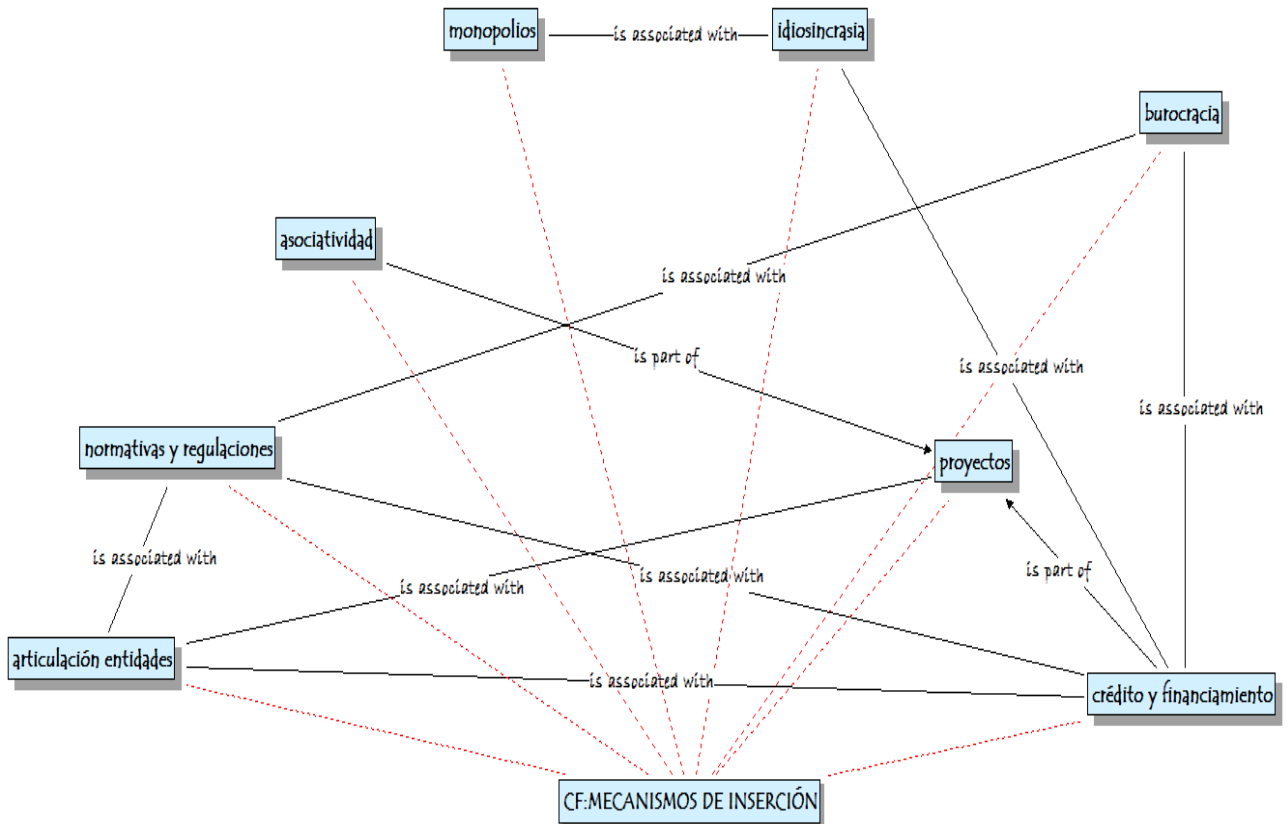 monopolios
is associated with
idiosincrasia
burocracia
asociatividad
is associated with
is part of
is associated with
is associated with
normativas y regulaciones
proyectos
is associated with
is associated with
is associated with
is part of
articulación entidades
is associated with
crédito y financiamiento
CF:MECANISMOS DE INSERCIÓN